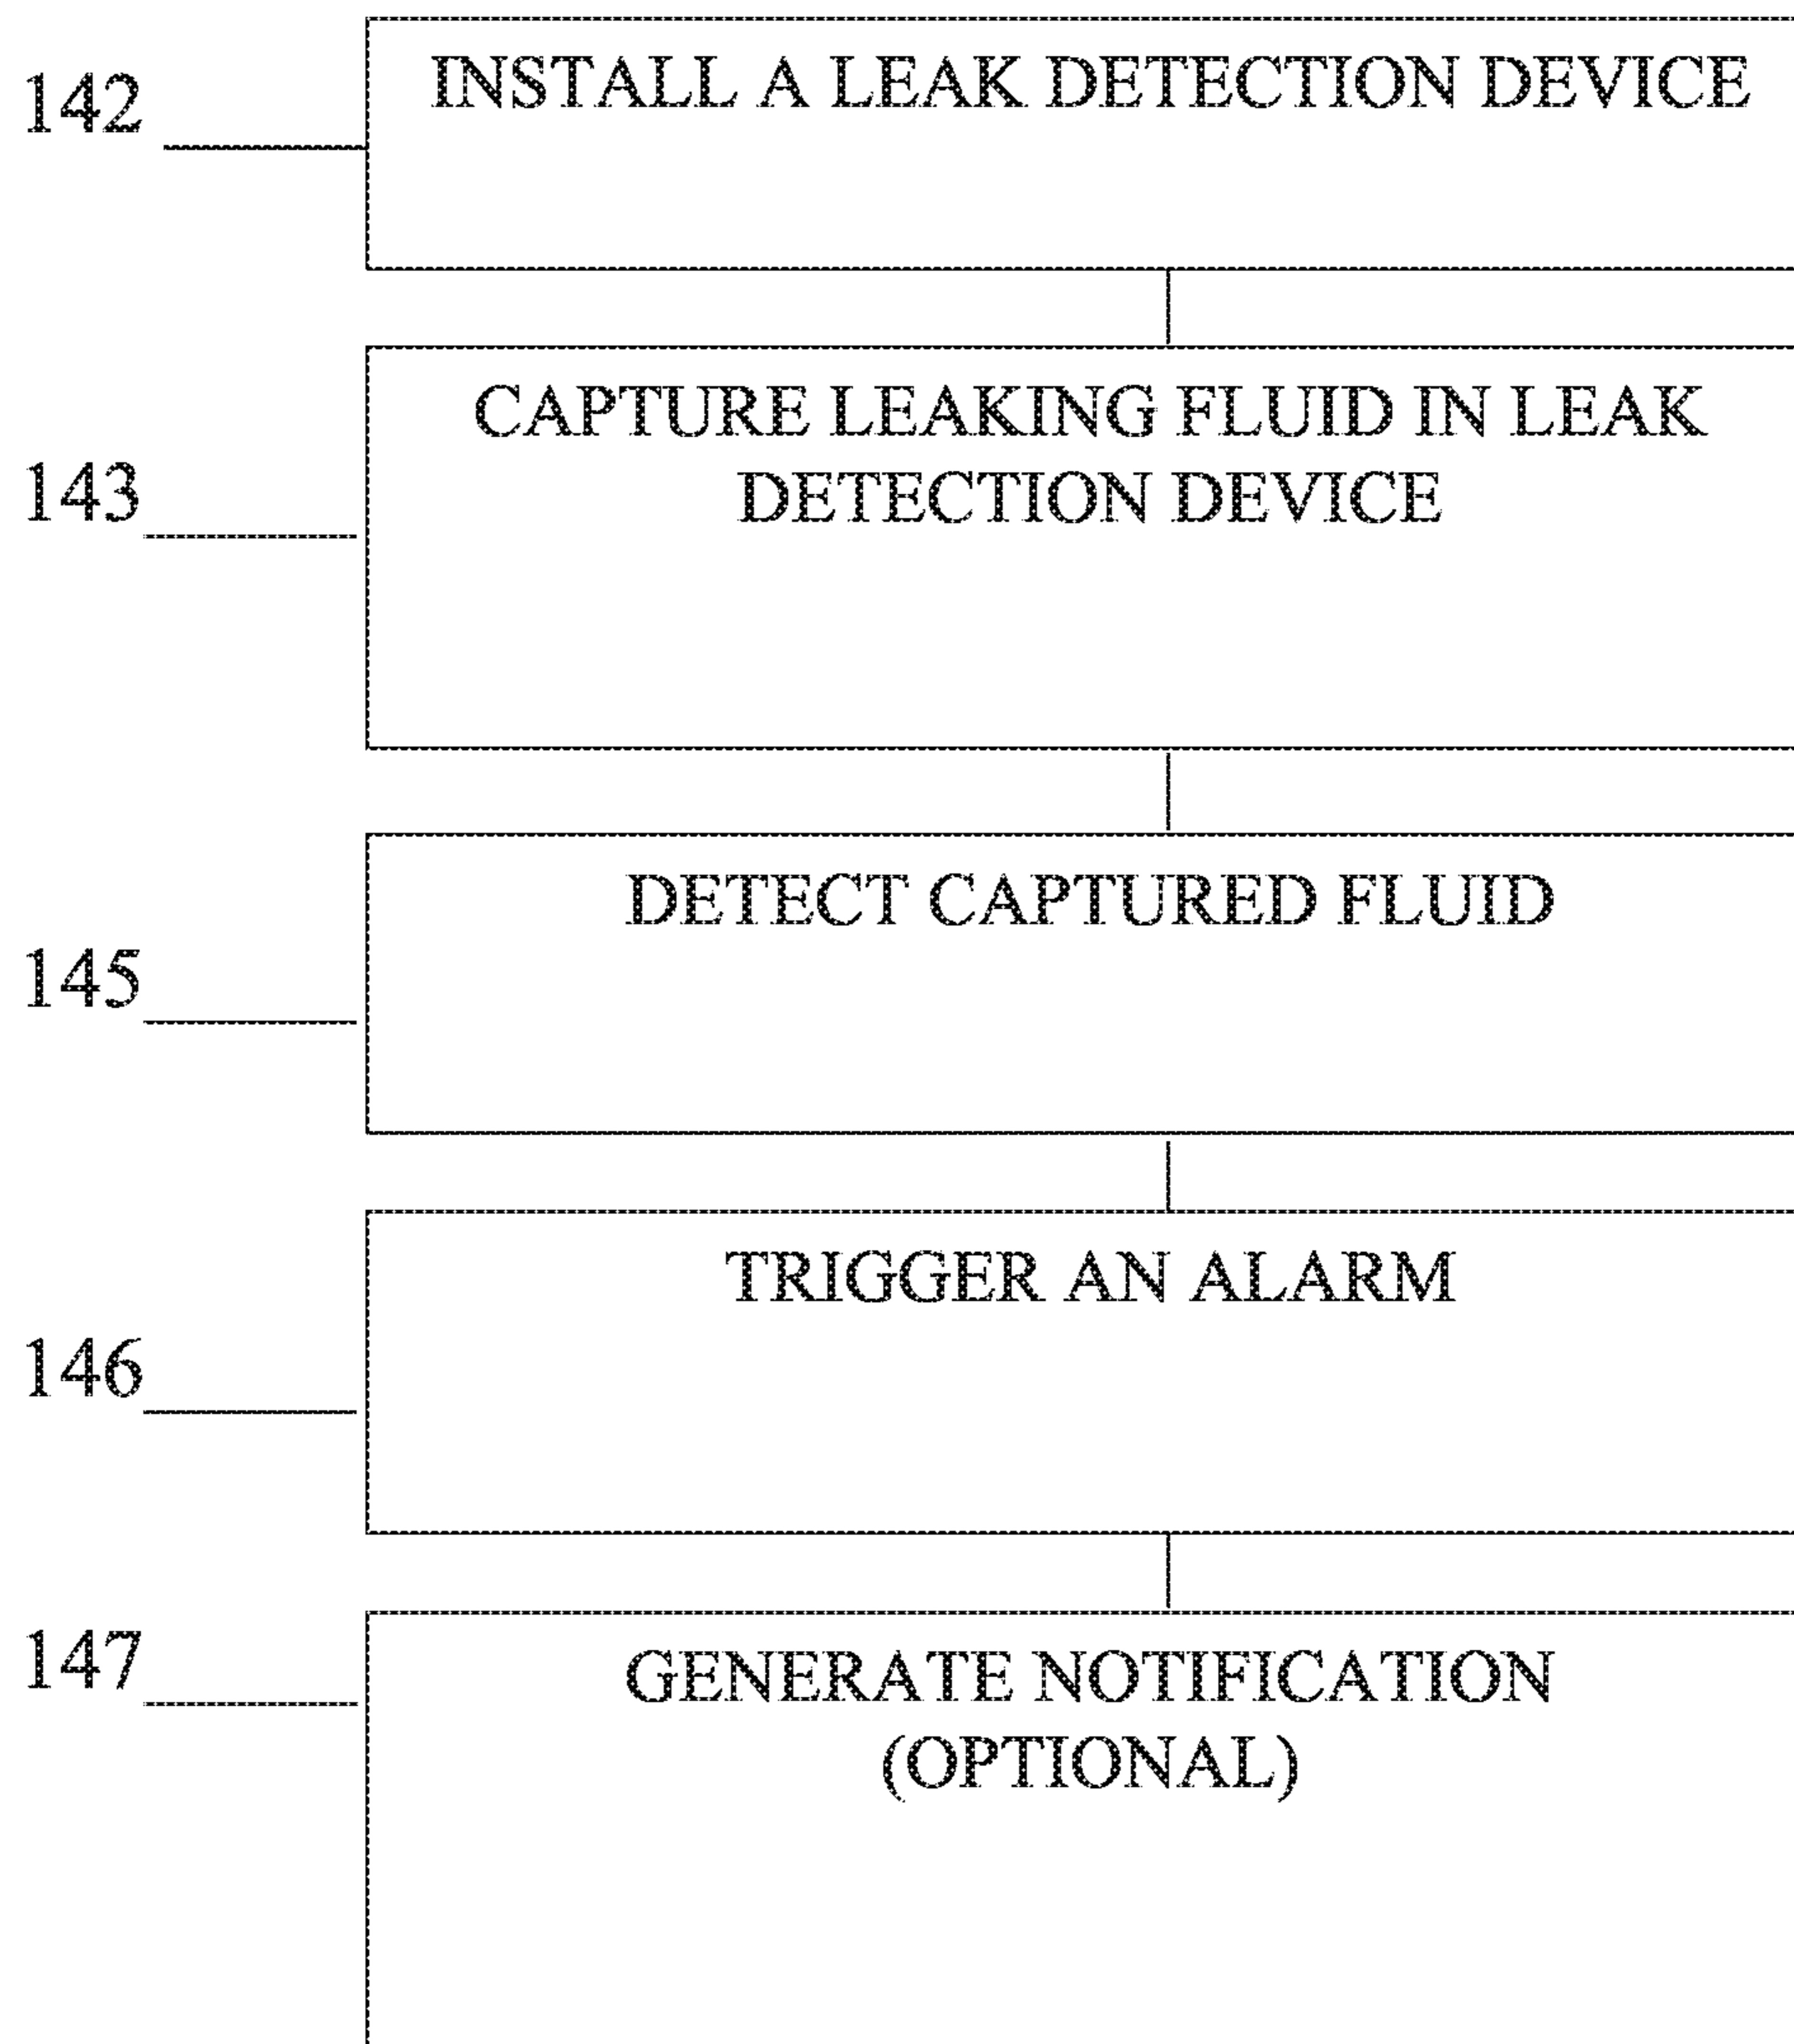 142
INSTALL A LEAK DETECTION DEVICE
CAPTURE LEAKING FLUID IN LEAK
143
DETECTION DEVICE
DETECT CAPTURED FLUID
145
TRIGGER AN ALARM
146
147
GENERATE NOTIFICATION
(OPTIONAL)